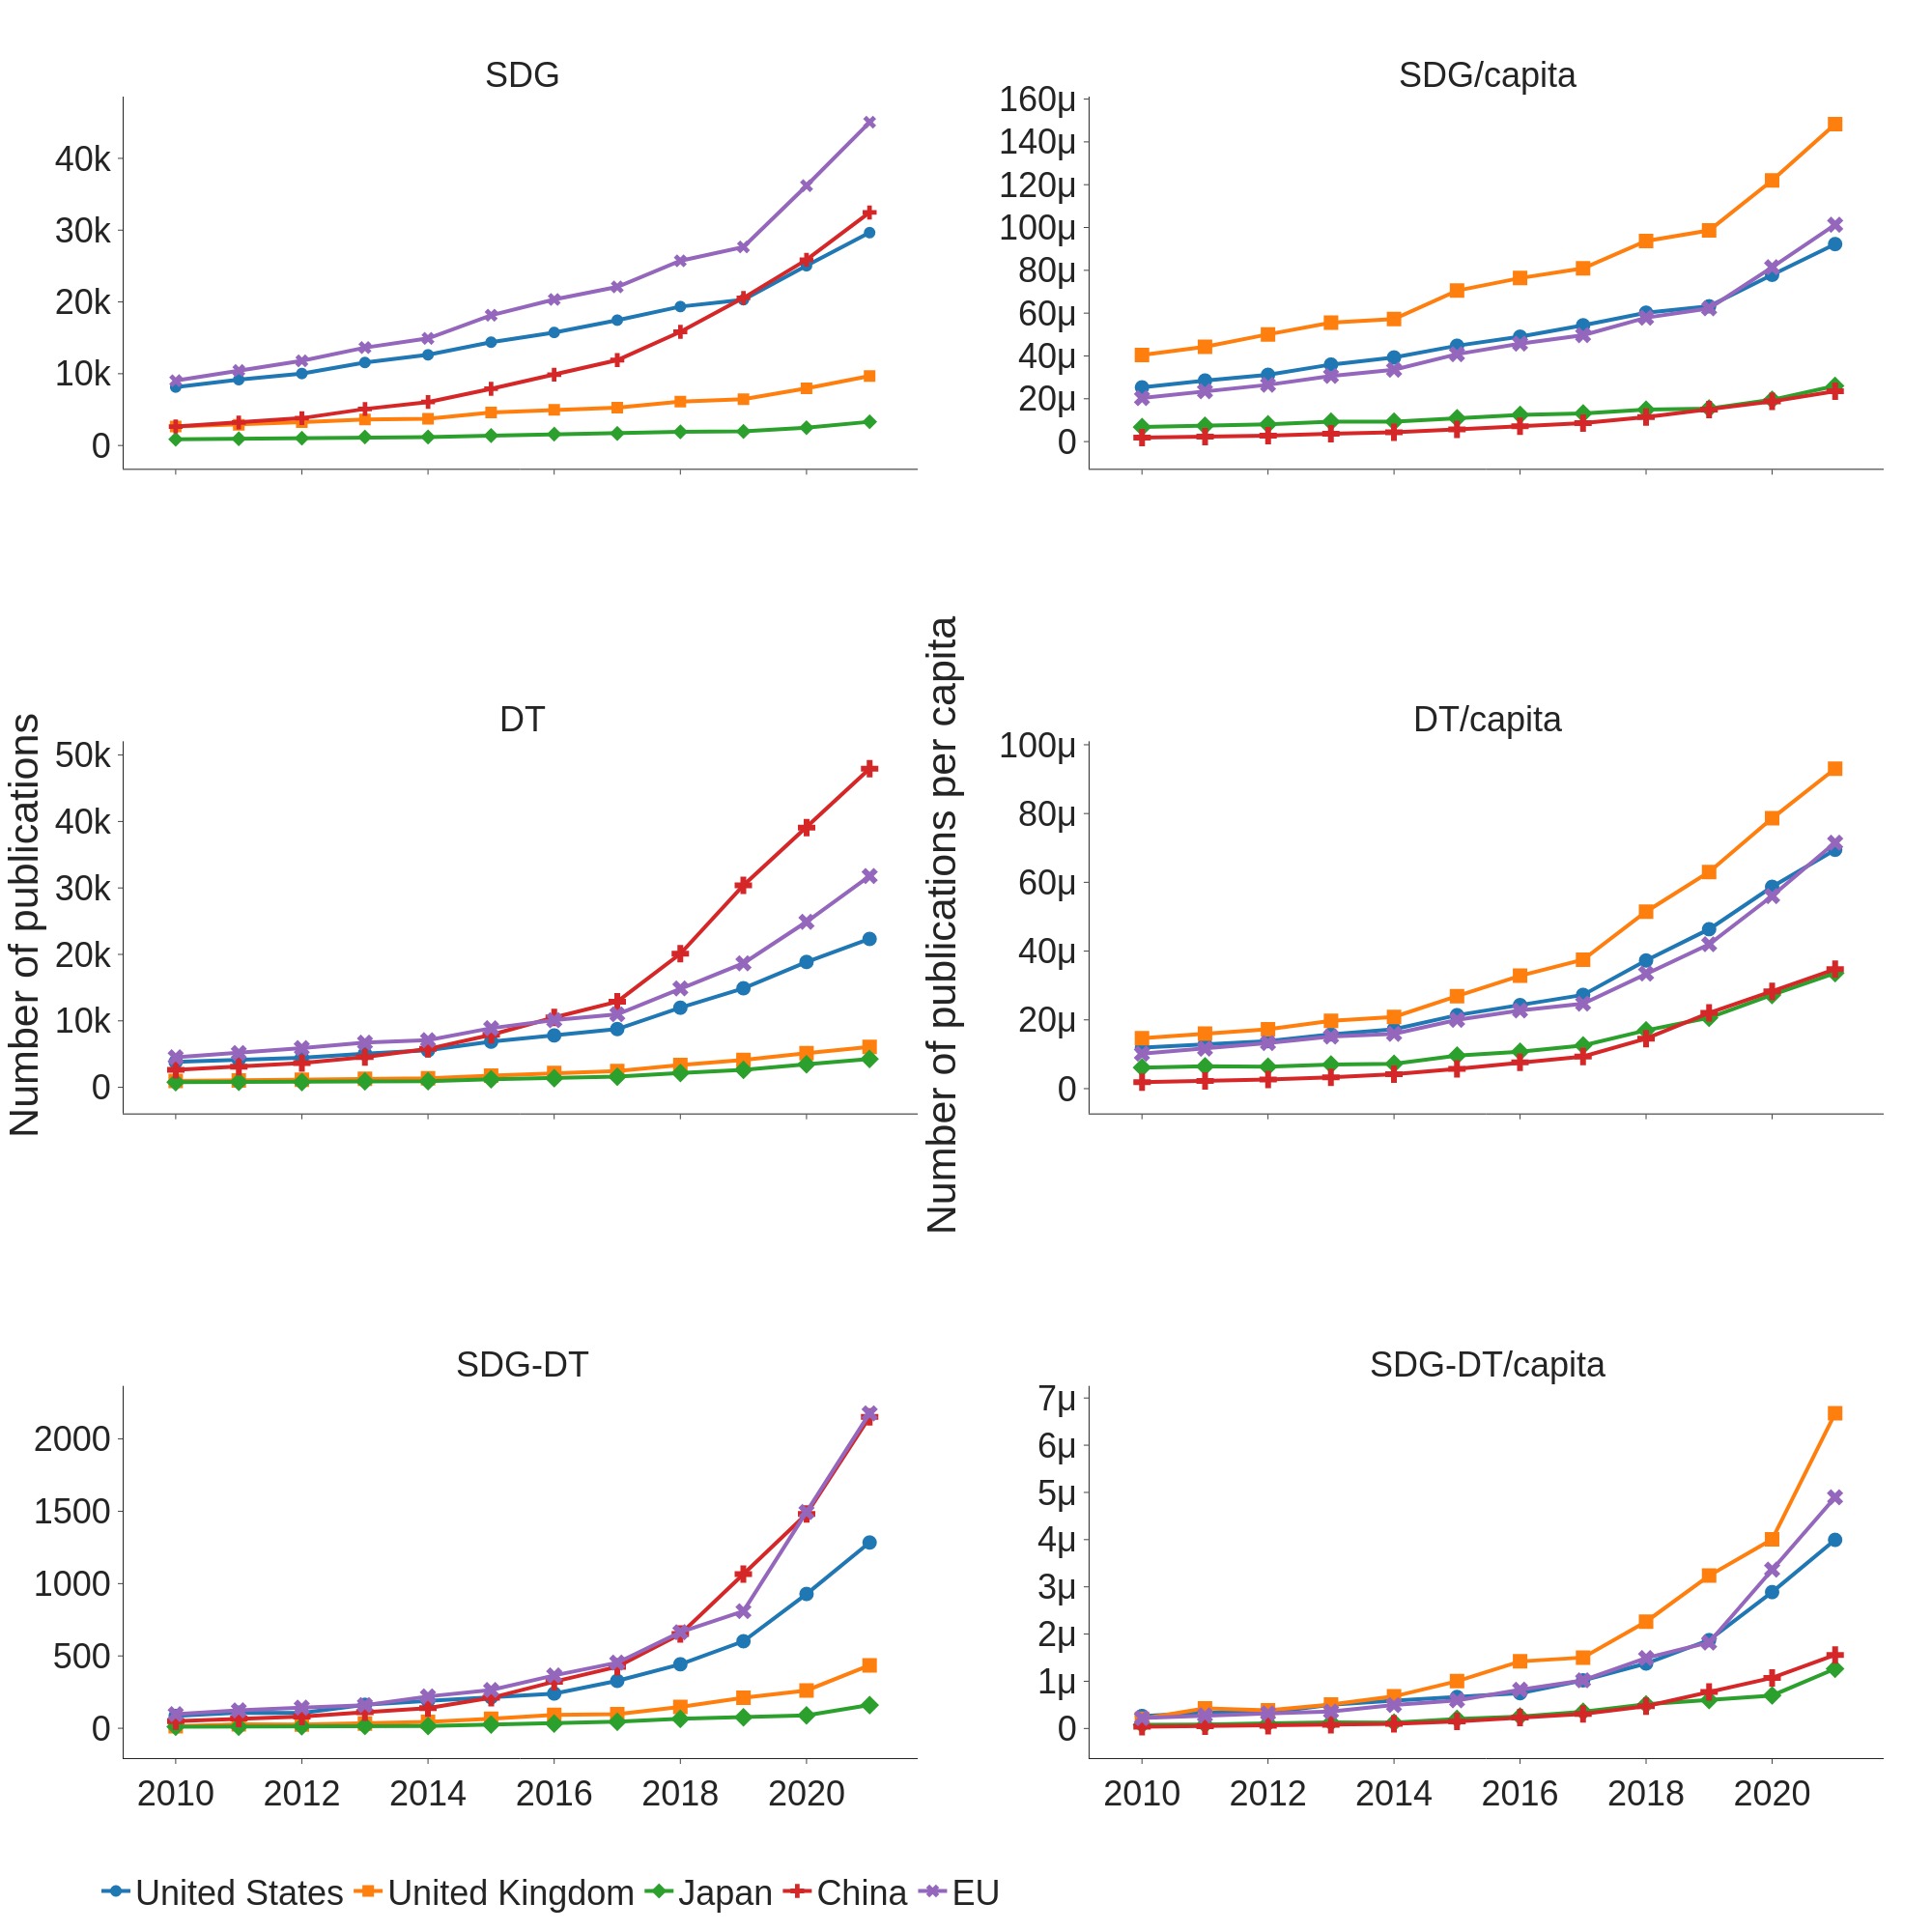 SDG
40k
30k
20k
10k
0
SDG/capita
160μ
140μ
120μ
100μ
80μ
60μ
40μ
20μ
0
Number of publications
DT
50k
40k
30k
20k
10k
0
Number of publications per capita
DT/capita
100μ
80μ
60μ
40μ
20μ
0
SDG-DT
2000
1500
1000
500
0
2010 2012 2014 2016 2018 2020
SDG-DT/capita
7μ
6μ
5μ
4μ
3μ
2μ
1μ
0
2010 2012 2014 2016 2018 2020
United States United Kingdom Japan China EU